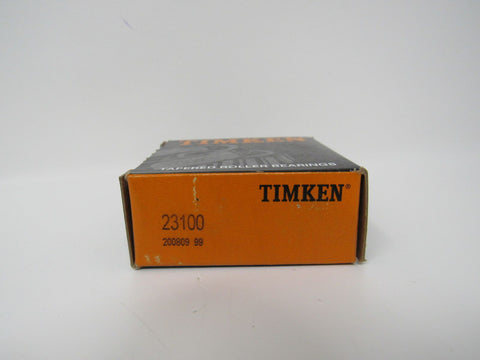 TIMKEN
TAPERED ROLLER BEARINGS
TIMKEN®
23100
200809 99